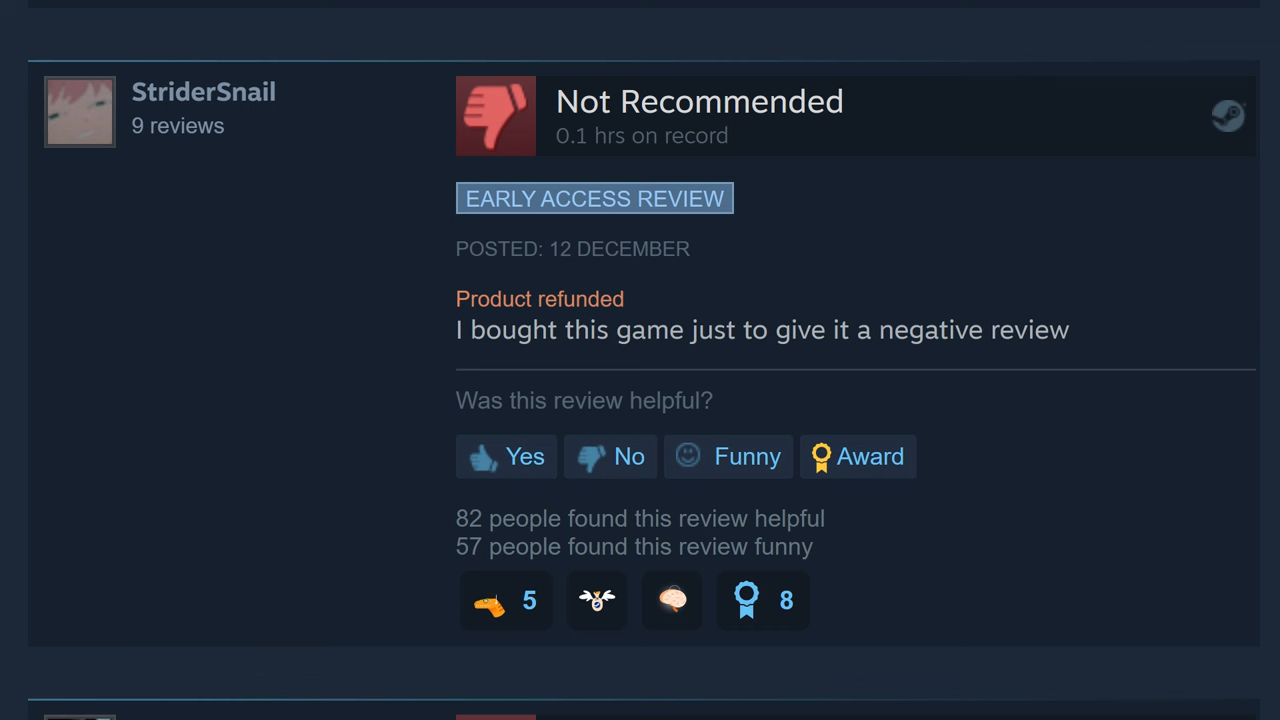 StriderSnail
9 reviews
Not Recommended
0.1 hrs on record
EARLY ACCESS REVIEW
POSTED: 12 DECEMBER
Product refunded
I bought this game just to give it a negative review
Was this review helpful?
Yes No Funny Award
82 people found this review helpful
57 people found this review funny
5 8